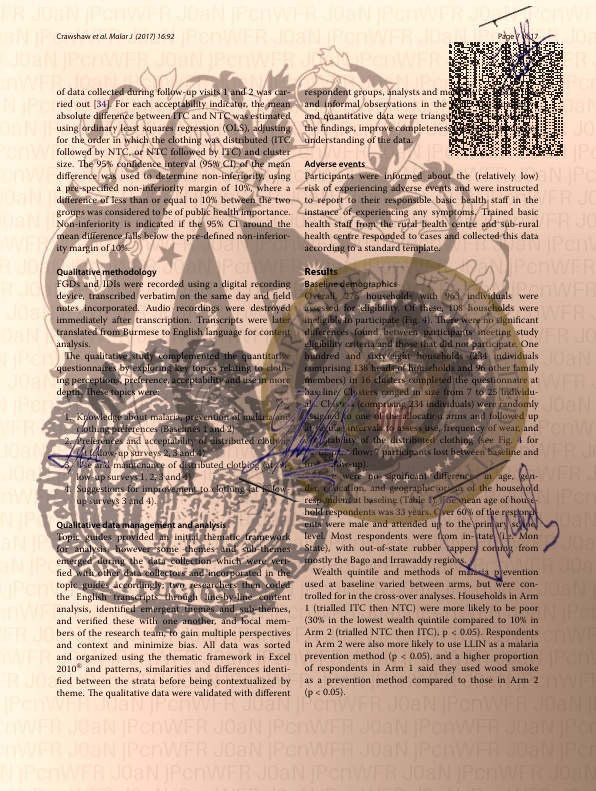 Crawshaw et al. Malar J (2017) 16:92
of data collected during follow-up visits 1 and 2 was car-
ried out [34]. For each acceptability indicator, the mean
absolute difference between ITC and NTC was estimated
using ordinary least squares regression (OLS), adjusting
for the order in which the clothing was distributed (ITC
followed by NTC, or NTC followed by ITC) and cluster
size. The 95% confidence interval (95% CI) of the mean
difference was used to determine non-inferiority, using
a pre-specified non-inferiority margin of 10%, where a
difference of less than or equal to 10% between the two
groups was considered to be of public health importance.
Non-inferiority is indicated if the 95% CI around the
mean difference falls below the pre-defined non-inferior-
ity margin of 10%.
Qualitative methodology
FGDs and IDIs were recorded using a digital recording
device, transcribed verbatim on the same day and field
notes incorporated. Audio recordings were destroyed
immediately after transcription. Transcripts were later
translated from Burmese to English language for content
analysis.
The qualitative study complemented the quantitative
questionnaires by exploring key topics relating to cloth-
ing perceptions, preference, acceptability and use in more
depth. These topics were:
1. Knowledge about malaria, prevention of malaria and
clothing preferences (Baselines 1 and 2)
2. Preferences and acceptability of distributed
follow-up surveys 2, 3 and 4)
3. Use and maintenance of distributed clothing
low up surveys 1, 2, 3 and 4)
4. Suggestions for improvement to clothing (at follow-
up surveys 3 and 4).
Qualitative data management and analysis
Topic guides provided an initial thematic framework
for analysis, however some themes and sub-themes
emerged during the data collection which were veri-
fied with other data collectors and incorporated in the
topic guides accordingly, two researchers then coded
the English transcripts through line-by-line content
analysis, identified emergent themes and sub-themes,
and verified these with one another, and local mem-
bers of the research team, to gain multiple perspectives
and context and minimize bias. All data was sorted
and organized using the thematic framework in Excel
2010® and patterns, similarities and differences identi-
fied between the strata before being contextualized by
theme. The qualitative data were validated with different
Page 7 17
respondent groups, analysts and
and informal observations in the
and quantitative data were
the findings, improve completeness
understanding of the data.
Adverse events
Participants were informed about the (relatively low)
risk of experiencing adverse events and were instructed
to report to their responsible basic health staff in the
instance of experiencing any symptoms. Trained basic
health staff from the rural health centre and sub-rural
health centre responded to cases and collected this data
according to a standard template.
Results
Baseline demographics
Overall, 276 households with 963 individuals were
assessed for eligibility. Of these, 108 households were
ineligible to participate (Fig. 4). There were no significant
differences found between participants meeting study
eligibility criteria and those that did not participate. One
hundred and sixty-eight households (234 individuals
comprising 138 heads of households and 96 other family
members) in 16 clusters completed the questionnaire at
baseline. Clusters ranged in size from 7 to 25 individu-
als. Clusters (comprising 234 individuals) were randomly
assigned to one of two allocation arms and followed up
at regular intervals to assess use, frequency of wear, and
acceptability of the distributed clothing (see Fig. 4 for
flow; 7 participants lost between baseline and
follow-up).
were no significant difference in age, gen-
der, education, and geographic origin of the household
respondent at baseline (Table 1). The mean age of house-
hold respondents was 33 years. Over 60% of the respond-
ents were male and attended up to the primary
level. Most respondents were from in-state (i.e. Mon
State), with out-of-state rubber tappers coming from
mostly the Bago and Irrawaddy regions.
Wealth quintile and methods of malaria prevention
used at baseline varied between arms, but were con-
trolled for in the cross-over analyses. Households in Arm
1 (trialled ITC then NTC) were more likely to be poor
(30% in the lowest wealth quintile compared to 10% in
Arm 2 (trialled NTC then ITC), p < 0.05). Respondents
in Arm 2 were also more likely to use LLIN as a malaria
prevention method (p < 0.05), and a higher proportion
of respondents in Arm 1 said they used wood smoke
as a prevention method compared to those in Arm 2
(p < 0.05).